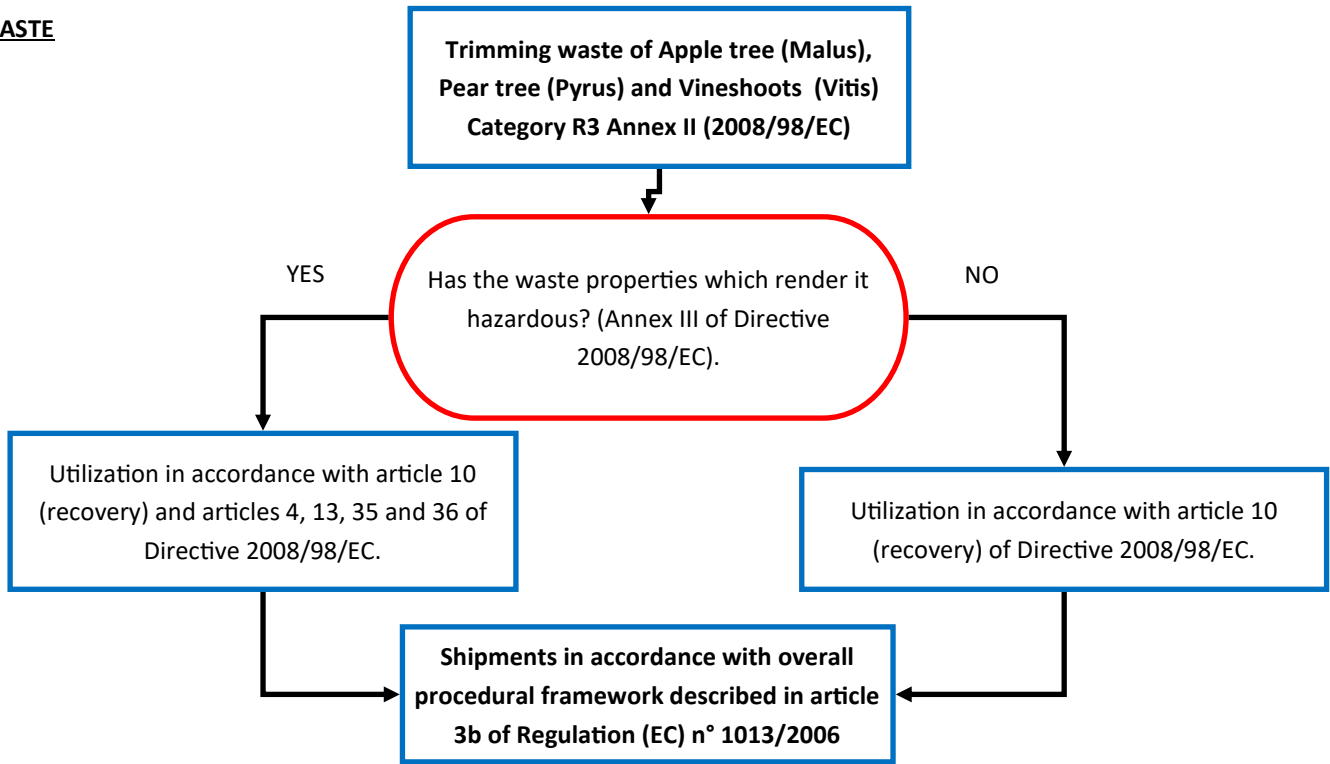 ASTE
Trimming waste of Apple tree (Malus),
Pear tree (Pyrus) and Vineshoots (Vitis)
Category R3 Annex II (2008/98/EC)
YES
Has the waste properties which render it
hazardous? (Annex III of Directive
2008/98/EC).
NO
Utilization in accordance with article 10
(recovery) and articles 4, 13, 35 and 36 of
Directive 2008/98/EC.
Utilization in accordance with article 10
(recovery) of Directive 2008/98/EC.
Shipments in accordance with overall
procedural framework described in article
3b of Regulation (EC) n° 1013/2006